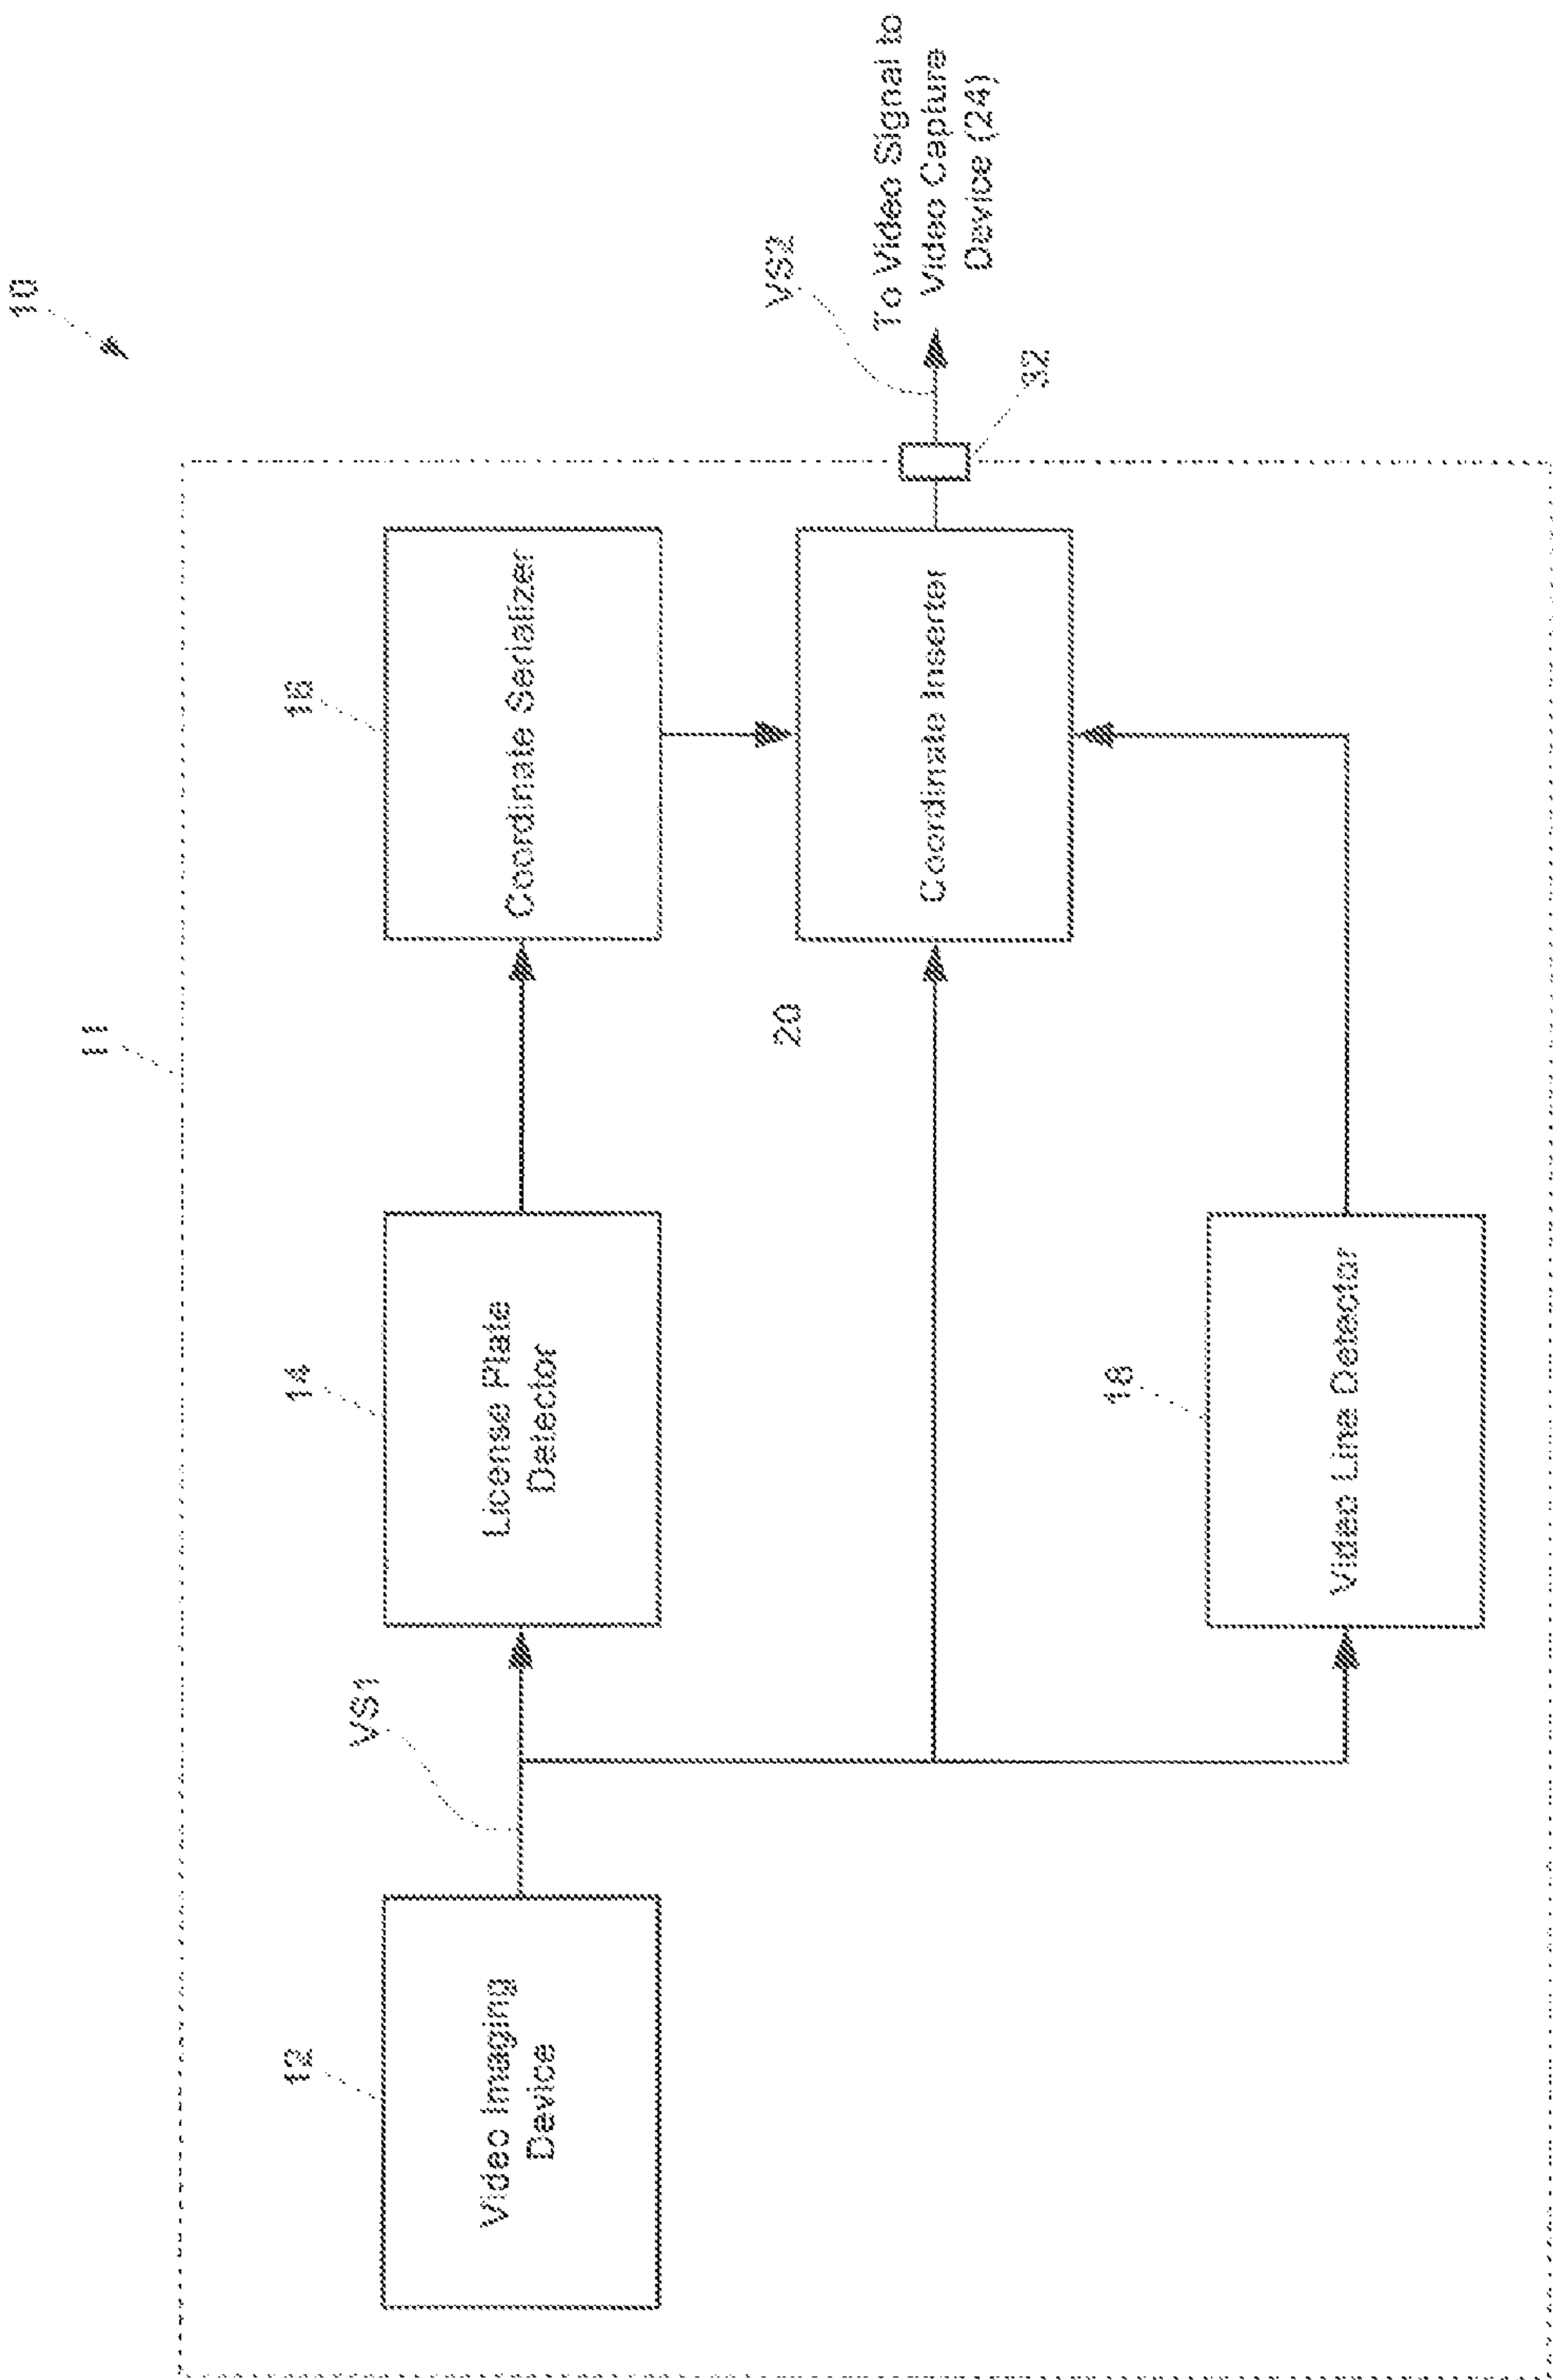 10
11
12
Video Imaging
Device
VS1
14
License Plate
Detector
16
Coordinate Serializer
20
Coordinate Inserter
18
Video Line Detector
VS2
32
To Video Signal to
Video Capture
Device (24)